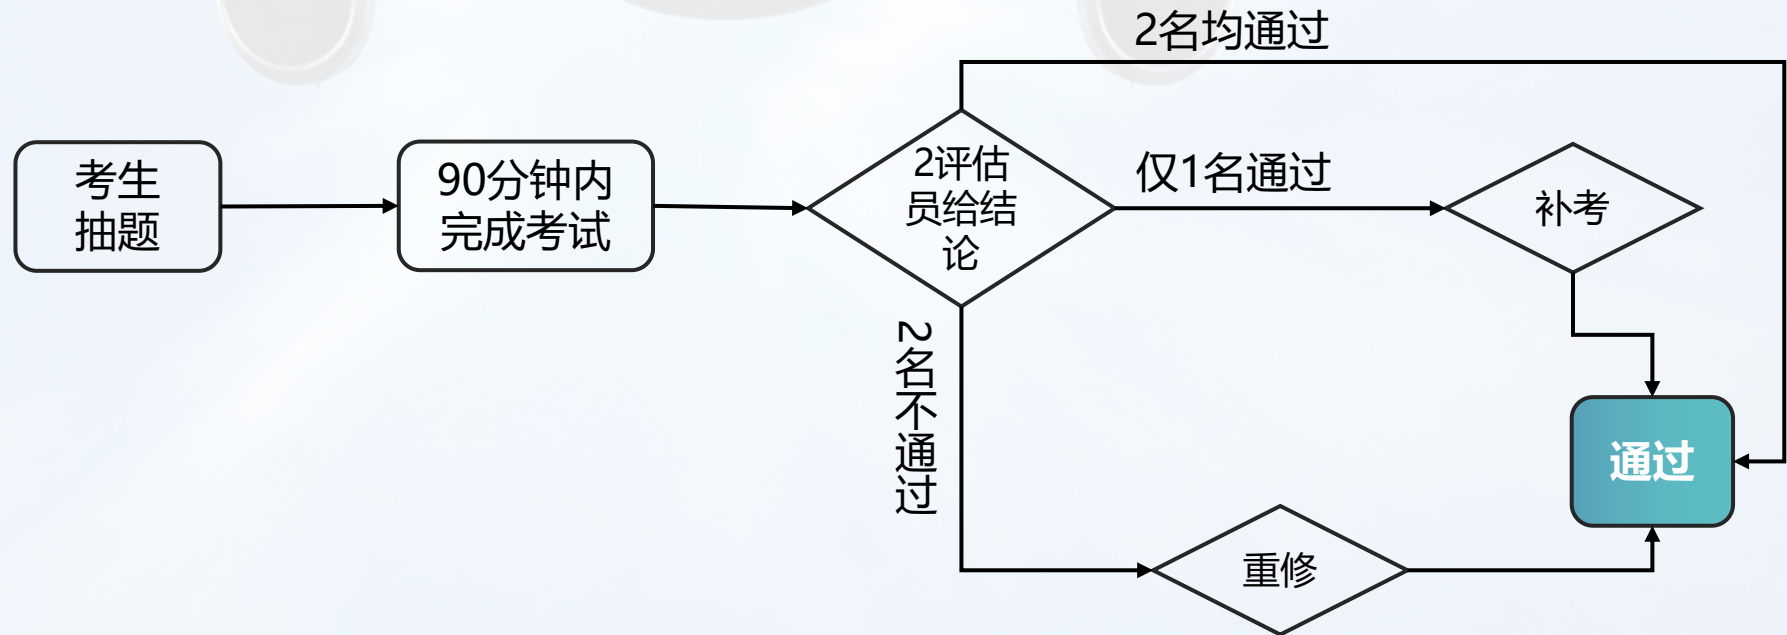 2名均通过
考生
抽题
90分钟内
完成考试
2评估
员给结
论
仅1名通过
补考
2名不通过
通过
重修